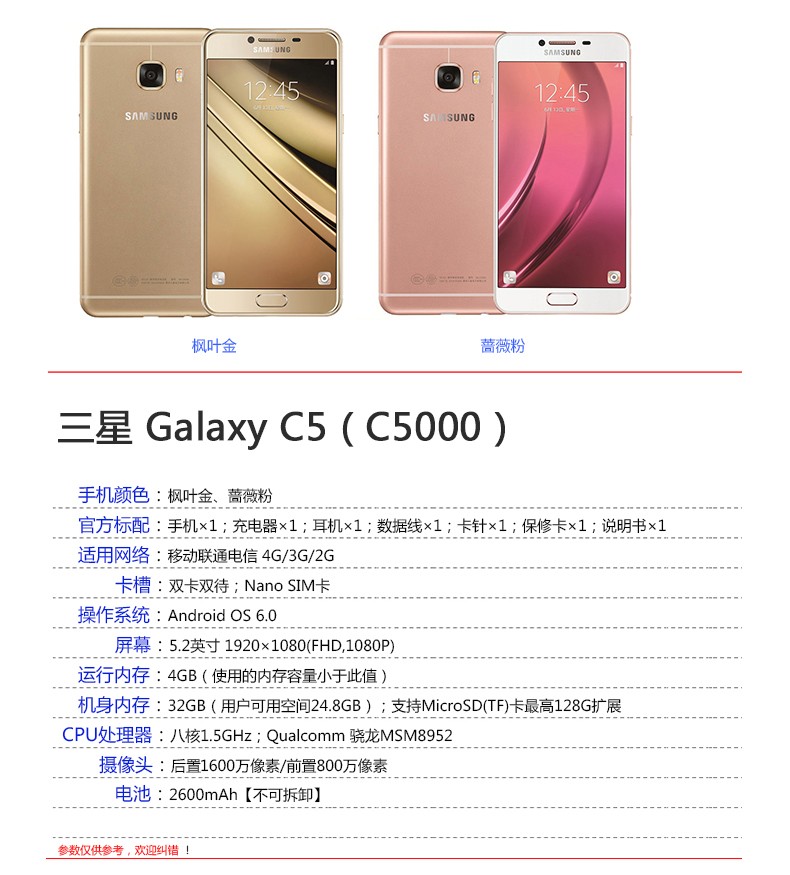 SAMSUNG
SAMSUNG
12:45
SAMSUNG
SAMSUNG
12:45
枫叶金
蔷薇粉
三星 Galaxy C5（C5000）
手机颜色：枫叶金、蔷薇粉
官方标配：手机×1；充电器×1；耳机×1；数据线×1；卡针×1；保修卡×1；说明书×1
适用网络：移动联通电信 4G/3G/2G
卡槽：双卡双待；Nano SIM卡
操作系统：Android OS 6.0
屏幕：5.2英寸 1920×1080(FHD,1080P)
运行内存：4GB（使用的内存容量小于此值）
机身内存：32GB（用户可用空间24.8GB）；支持MicroSD(TF)卡最高128G扩展
CPU处理器：八核1.5GHz；Qualcomm 骁龙MSM8952
摄像头：后置1600万像素/前置800万像素
电池：2600mAh【不可拆卸】
参数仅供参考，欢迎纠错 ！